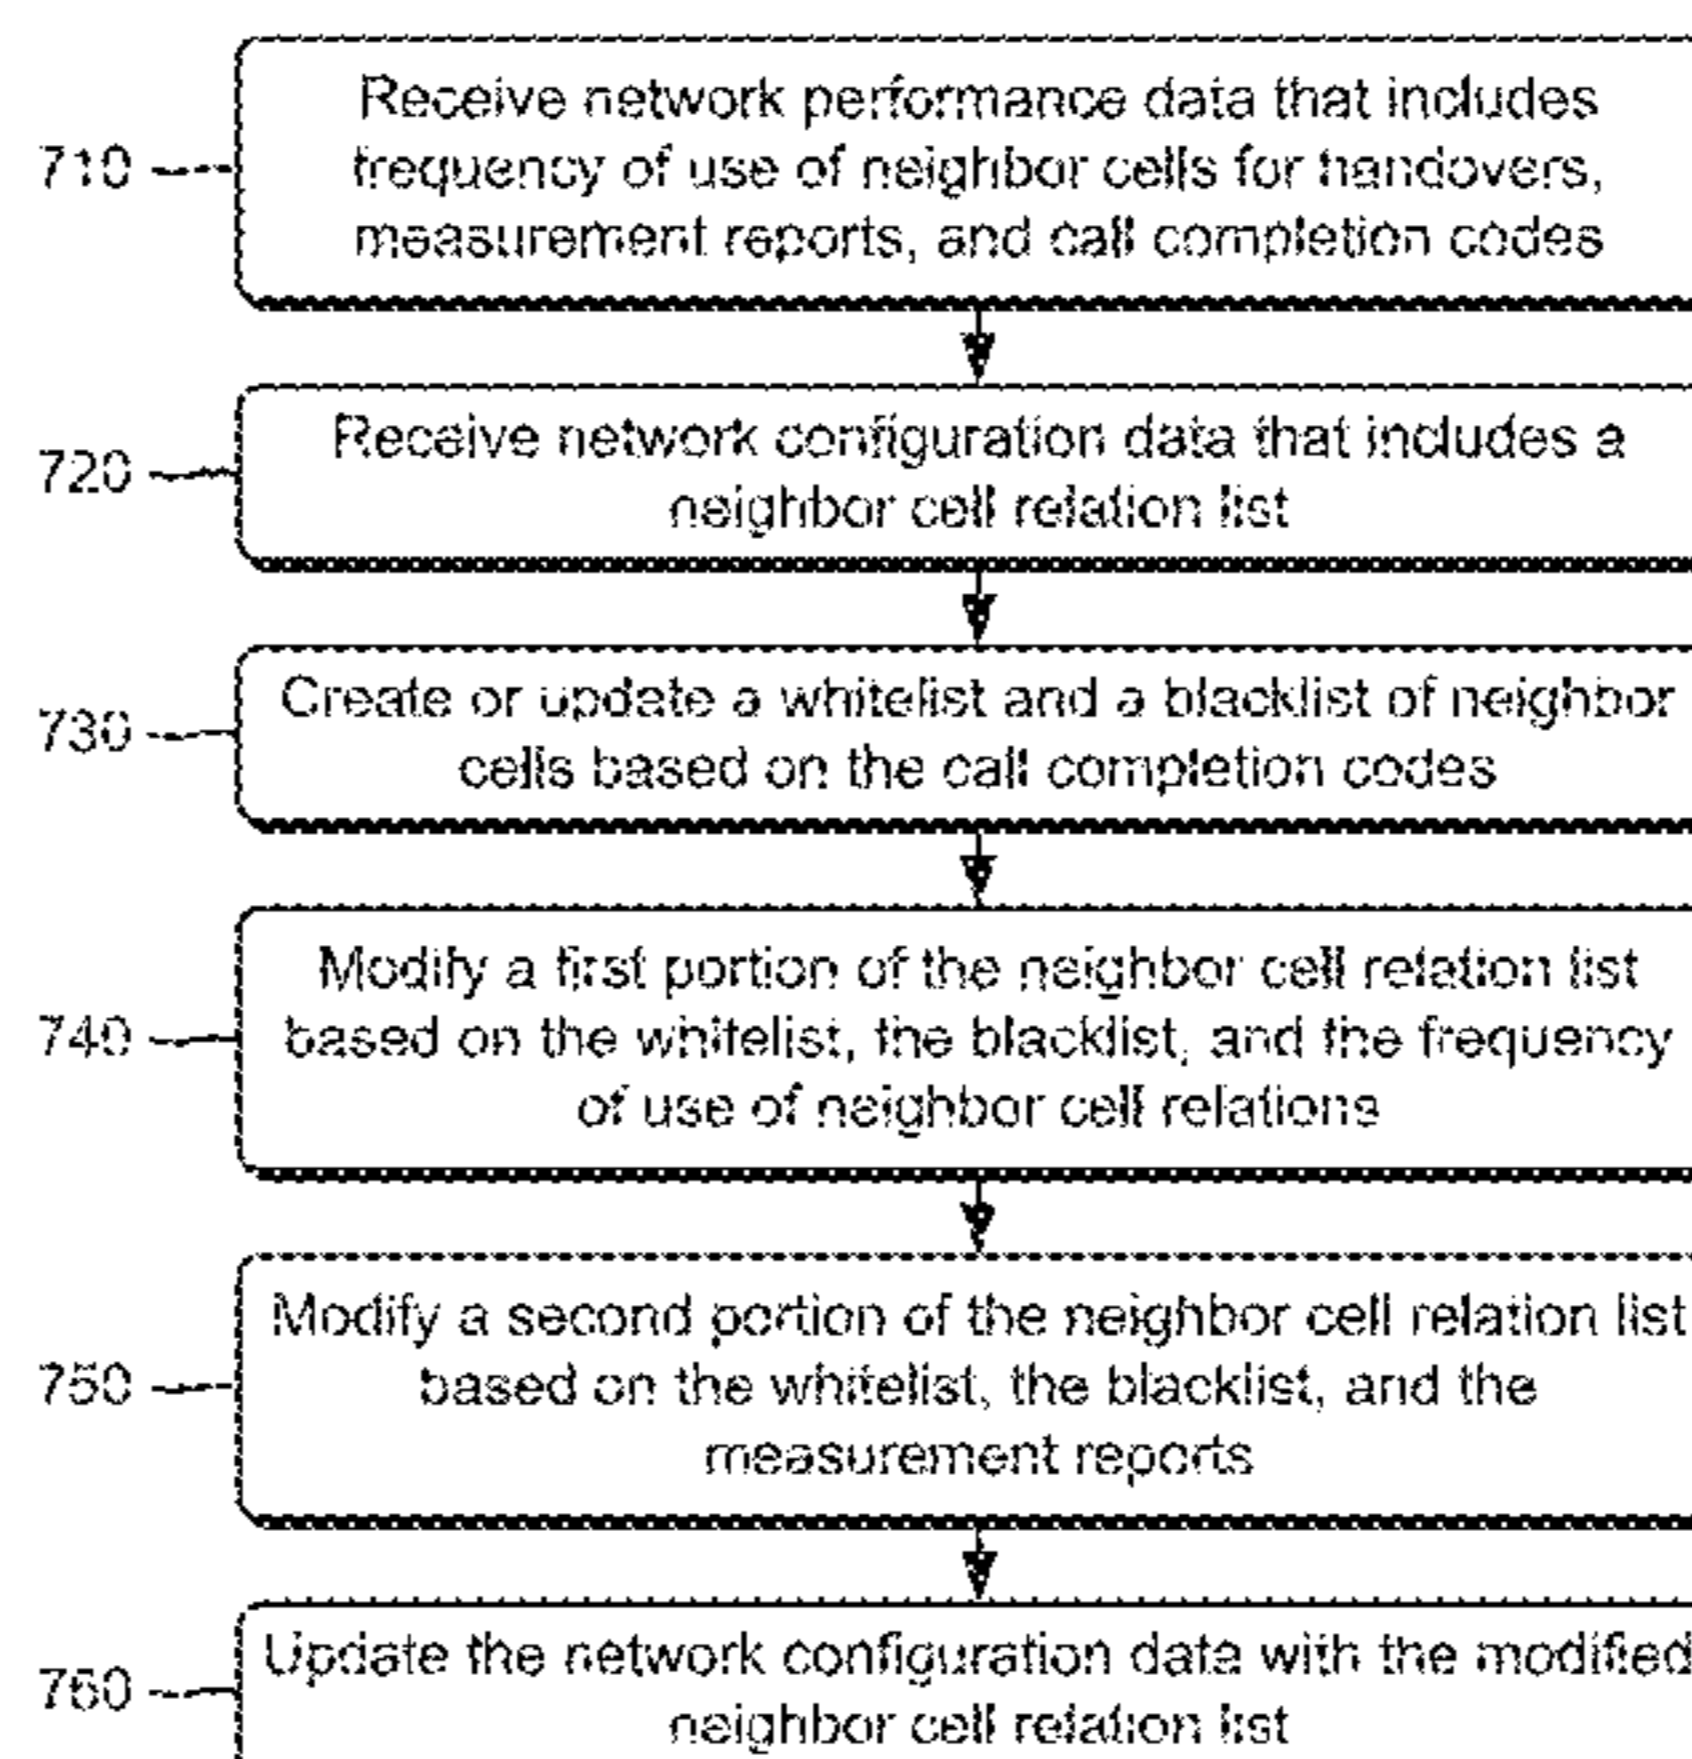 Receive network performance data that includes
710
frequency of use of neighbor cells for handovers,
measurement reports, and call completion codes
Receive network configuration data that includes a
720
neighbor cell relation list
Create or update a whitelist and a blacklist of neighbor
730
cells based on the call completion codes
Modify a first portion of the neighbor cell relation list
740
based on the whitelist, the blacklist, and the frequency
of use of neighbor cell relations
Modify a second portion of the neighbor cell relation list
750
based on the whitelist, the blacklist, and the
measurement reports
Update the network configuration data with the modified
760
neighbor cell relation list